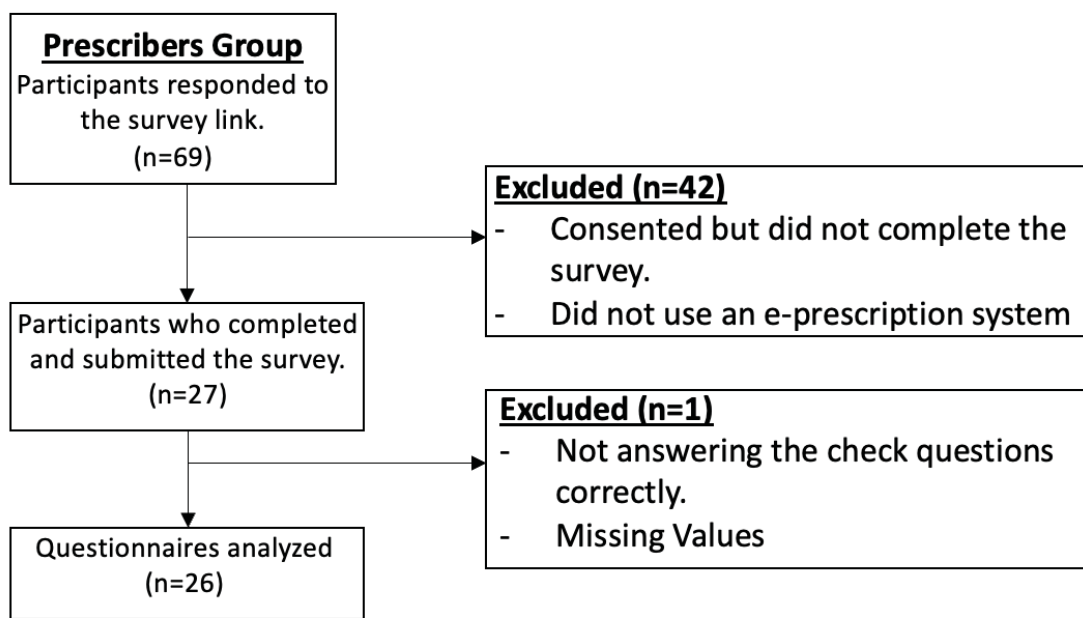 Prescribers Group
Participants responded to
the survey link.
(n=69)
Excluded (n=42)
- Consented but did not complete the
survey.
- Did not use an e-prescription system
Participants who completed
and submitted the survey.
(n=27)
Excluded (n=1)
- Not answering the check questions
correctly.
- Missing Values
Questionnaires analyzed
(n=26)